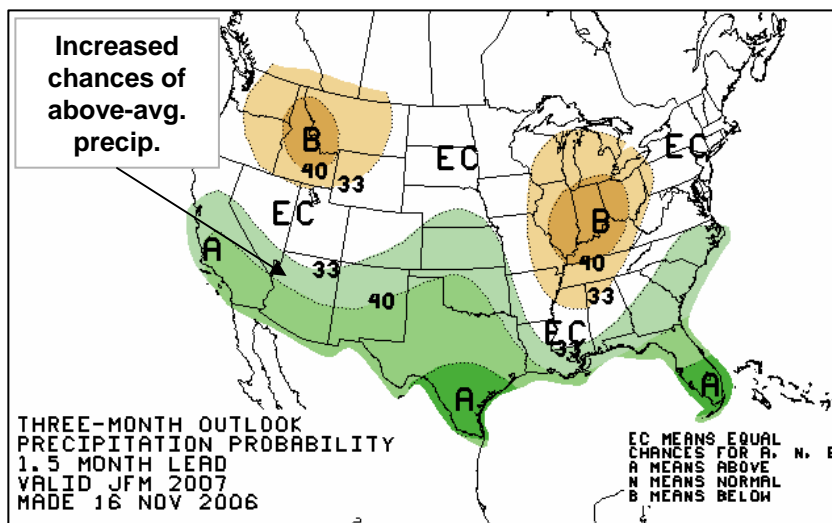 Increased
chances of
above-avg.
precip.
B
40
33
EC
EC
EC
B
40
33
A
33
40
EC
33
A
A
THREE-MONTH OUTLOOK
PRECIPITATION PROBABILITY
1.5 MONTH LEAD
VALID JFM 2007
MADE 16 NOV 2006
EC MEANS EQUAL
CHANCES FOR A, N, B
A MEANS ABOVE
N MEANS NORMAL
B MEANS BELOW